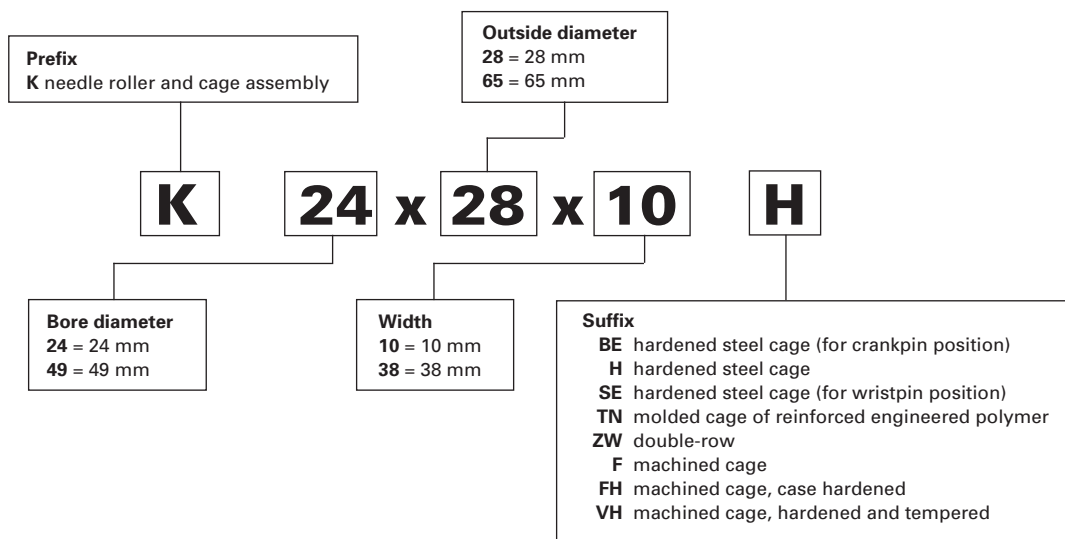 Prefix
K needle roller and cage assembly
Outside diameter
28 = 28 mm
65 = 65 mm
K 24 x 28 x 10 H
Bore diameter
24 = 24 mm
49 = 49 mm
Width
10 = 10 mm
38 = 38 mm
Suffix
BE hardened steel cage (for crankpin position)
H hardened steel cage
SE hardened steel cage (for wristpin position)
TN molded cage of reinforced engineered polymer
ZW double-row
F machined cage
FH machined cage, case hardened
VH machined cage, hardened and tempered